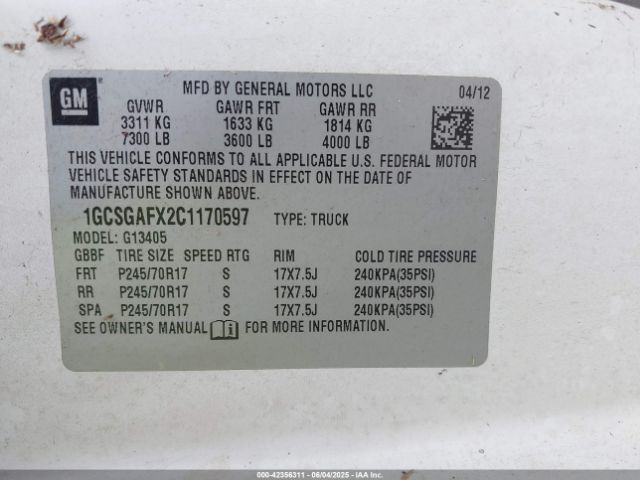 GM
MFD BY GENERAL MOTORS LLC 04/12
GVWR GAWR FRT GAWR RR
3311 KG 1633 KG 1814 KG
7300 LB 3600 LB 4000 LB
THIS VEHICLE CONFORMS TO ALL APPLICABLE U.S. FEDERAL MOTOR
VEHICLE SAFETY STANDARDS IN EFFECT ON THE DATE OF
MANUFACTURE SHOWN ABOVE.
1GCSGAFX2C1170597 TYPE: TRUCK
MODEL: G13405
GBBF TIRE SIZE SPEED RTG RIM COLD TIRE PRESSURE
FRT P245/70R17 S 17X7.5J 240KPA(35PSI)
RR P245/70R17 S 17X7.5J 240KPA(35PSI)
SPA P245/70R17 S 17X7.5J 240KPA(35PSI)
SEE OWNER'S MANUAL FOR MORE INFORMATION.
000-42356311 - 06/04/2025 - IAA Inc.